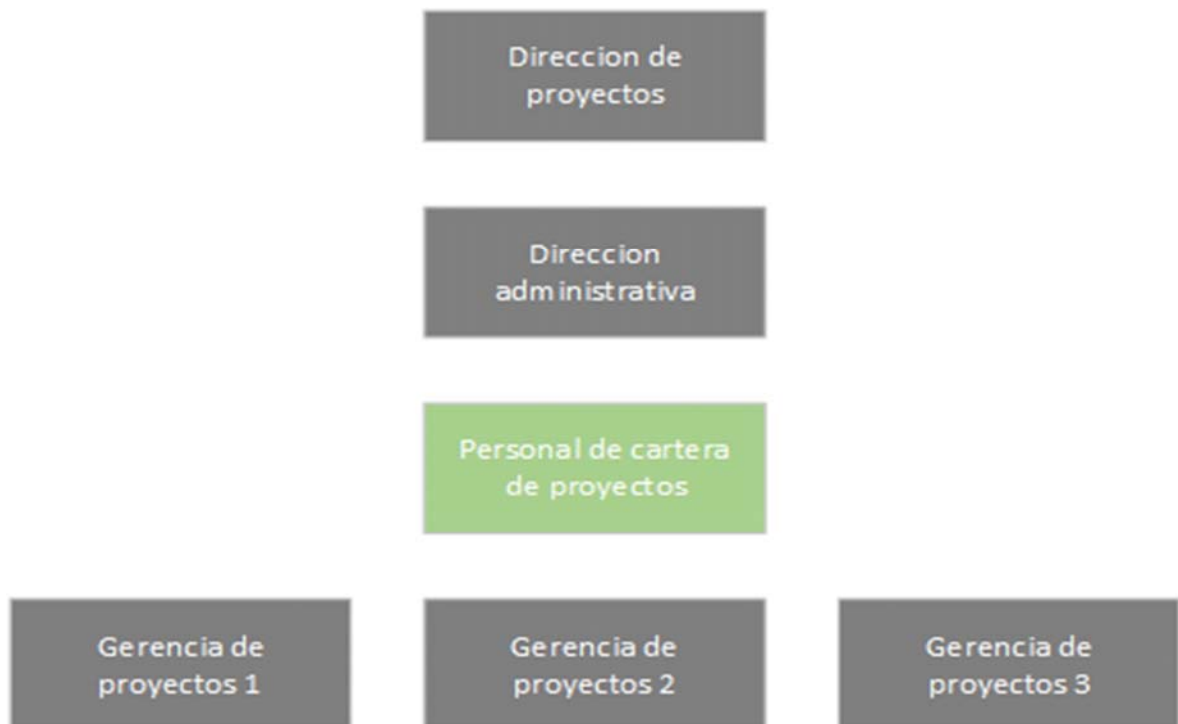 Direccion de
proyectos
Direccion
administrativa
Personal de cartera
de proyectos
Gerencia de
proyectos 1
Gerencia de
proyectos 2
Gerencia de
proyectos 3